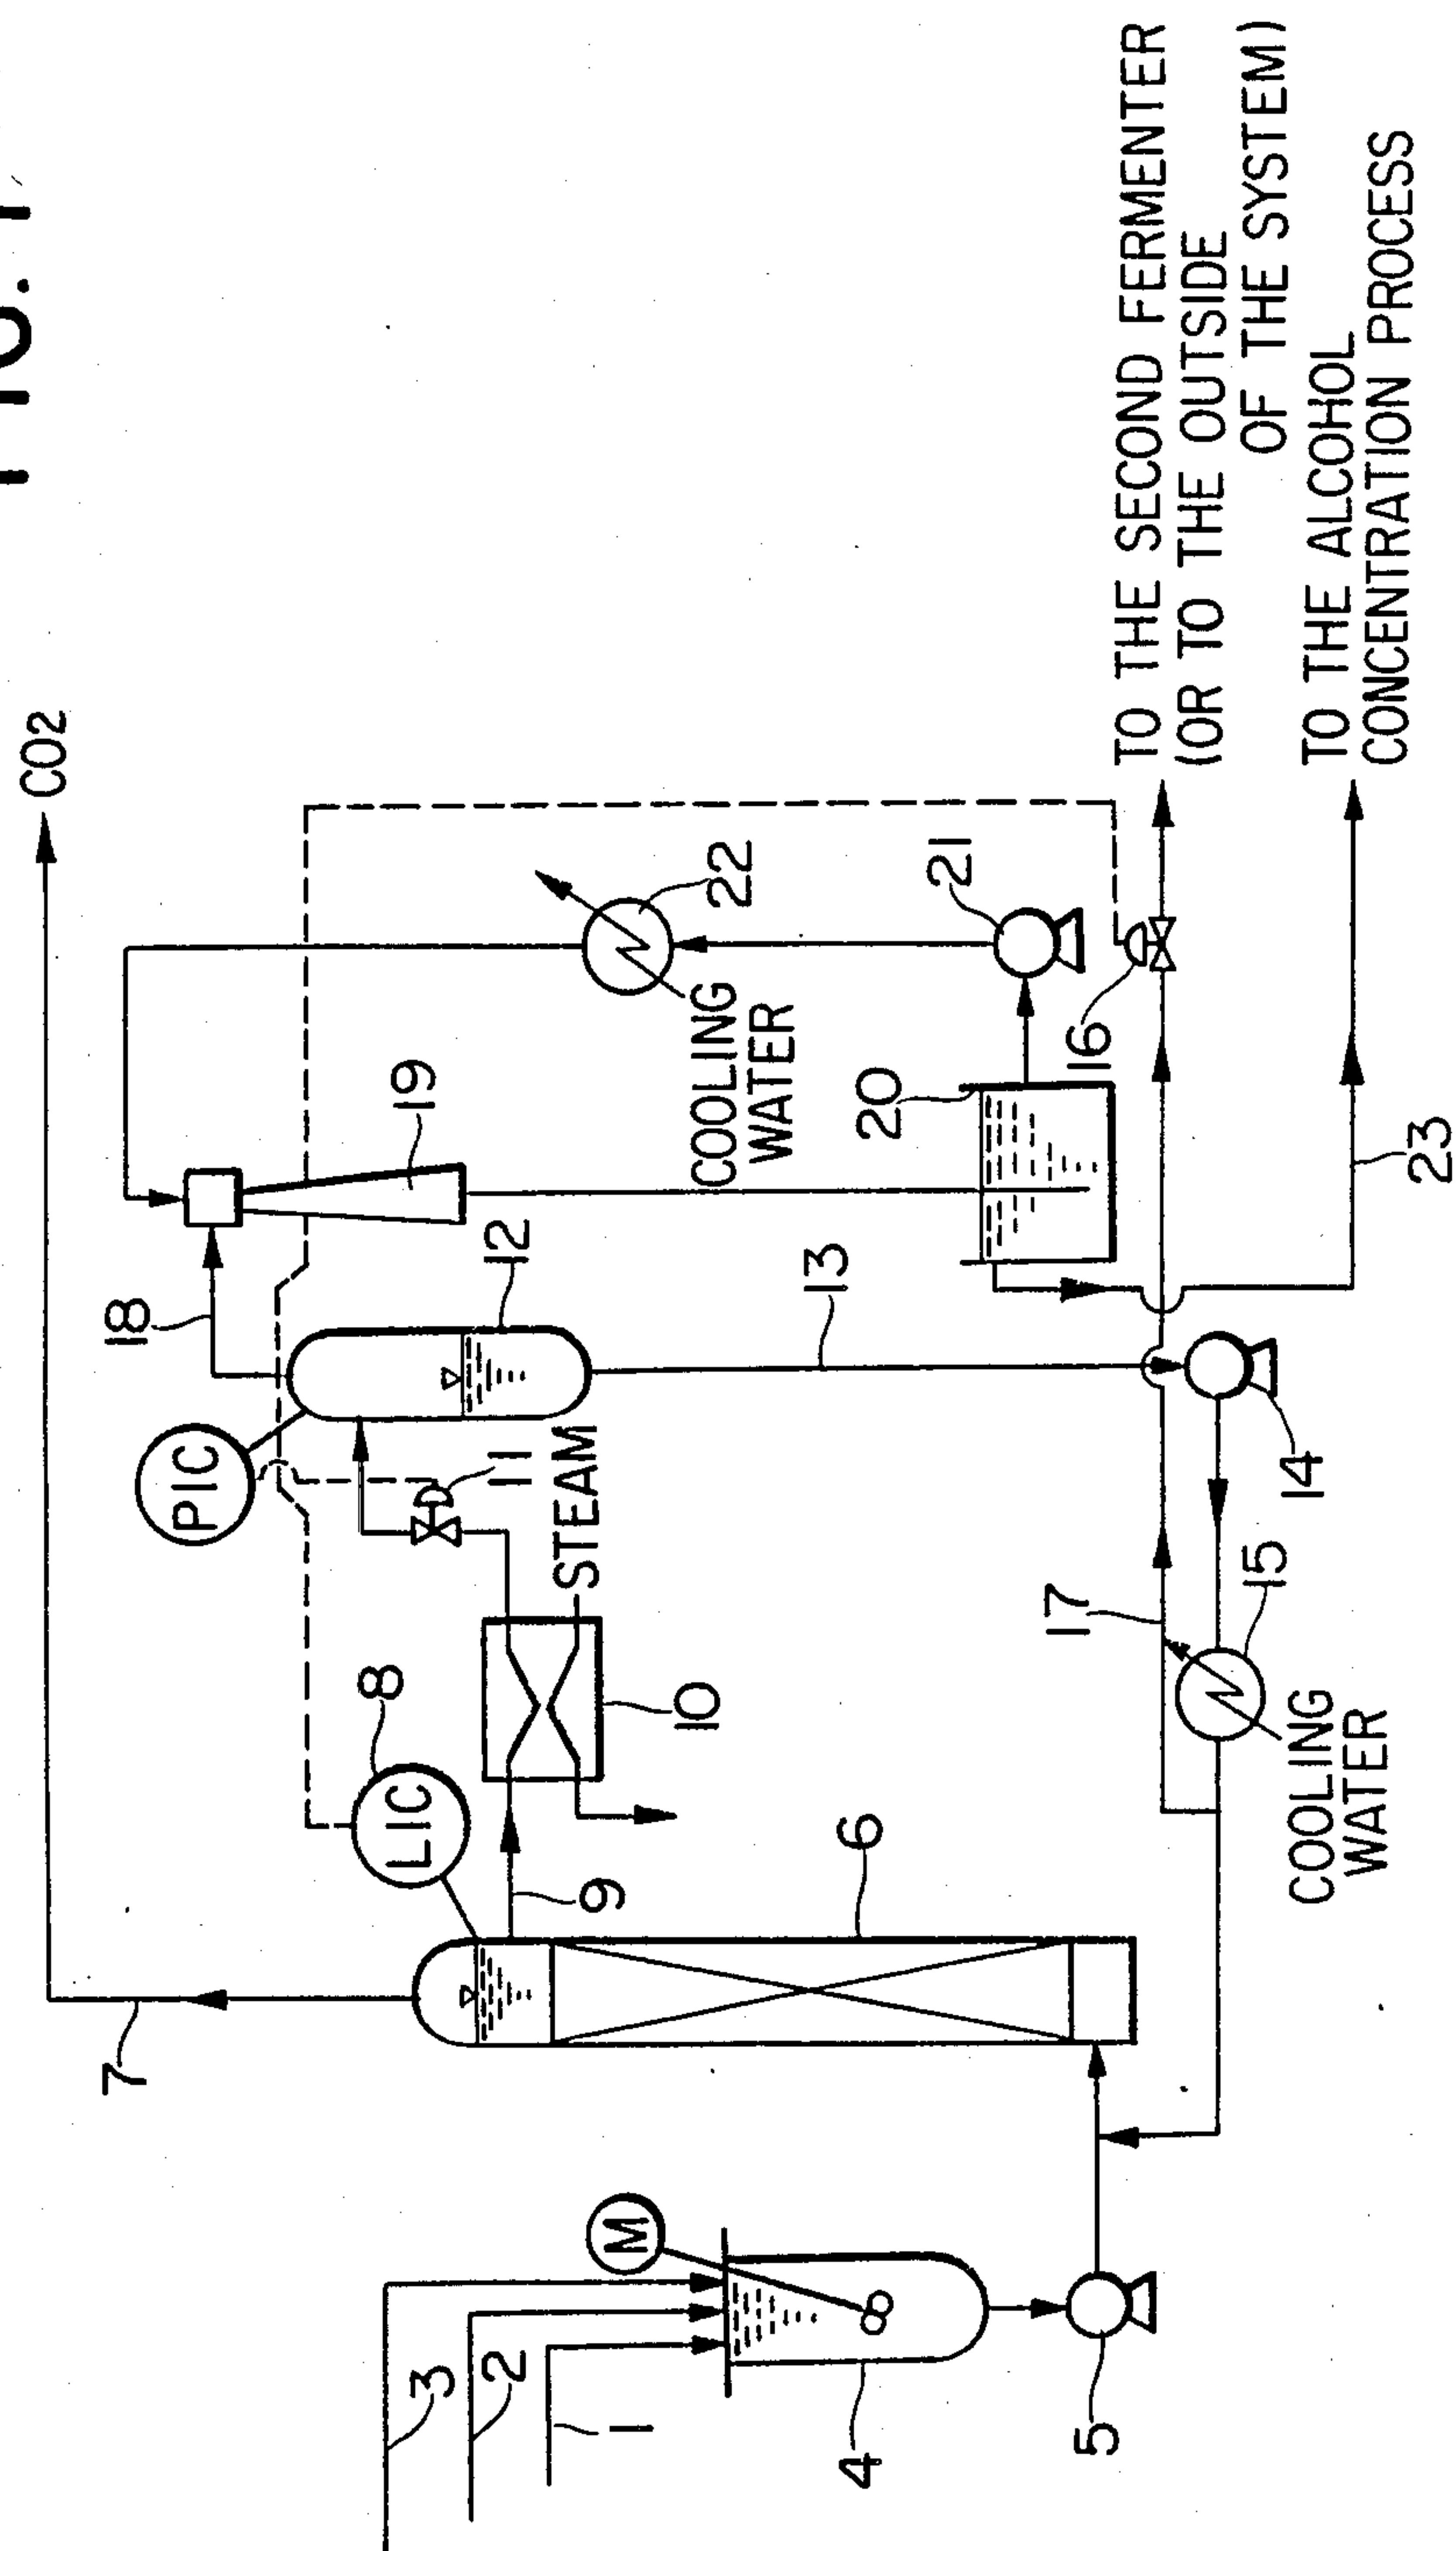 FIG. 1
CO2
18
19
22
COOLING
WATER
21
PIC
12
20
16
TO THE SECOND FERMENTER
(OR TO THE OUTSIDE
OF THE SYSTEM)
TO THE ALCOHOL
CONCENTRATION PROCESS
23
13
11
STEAM
8
LIC
10
9
7
6
17
14
15
COOLING
WATER
M
3
2
1
4
5